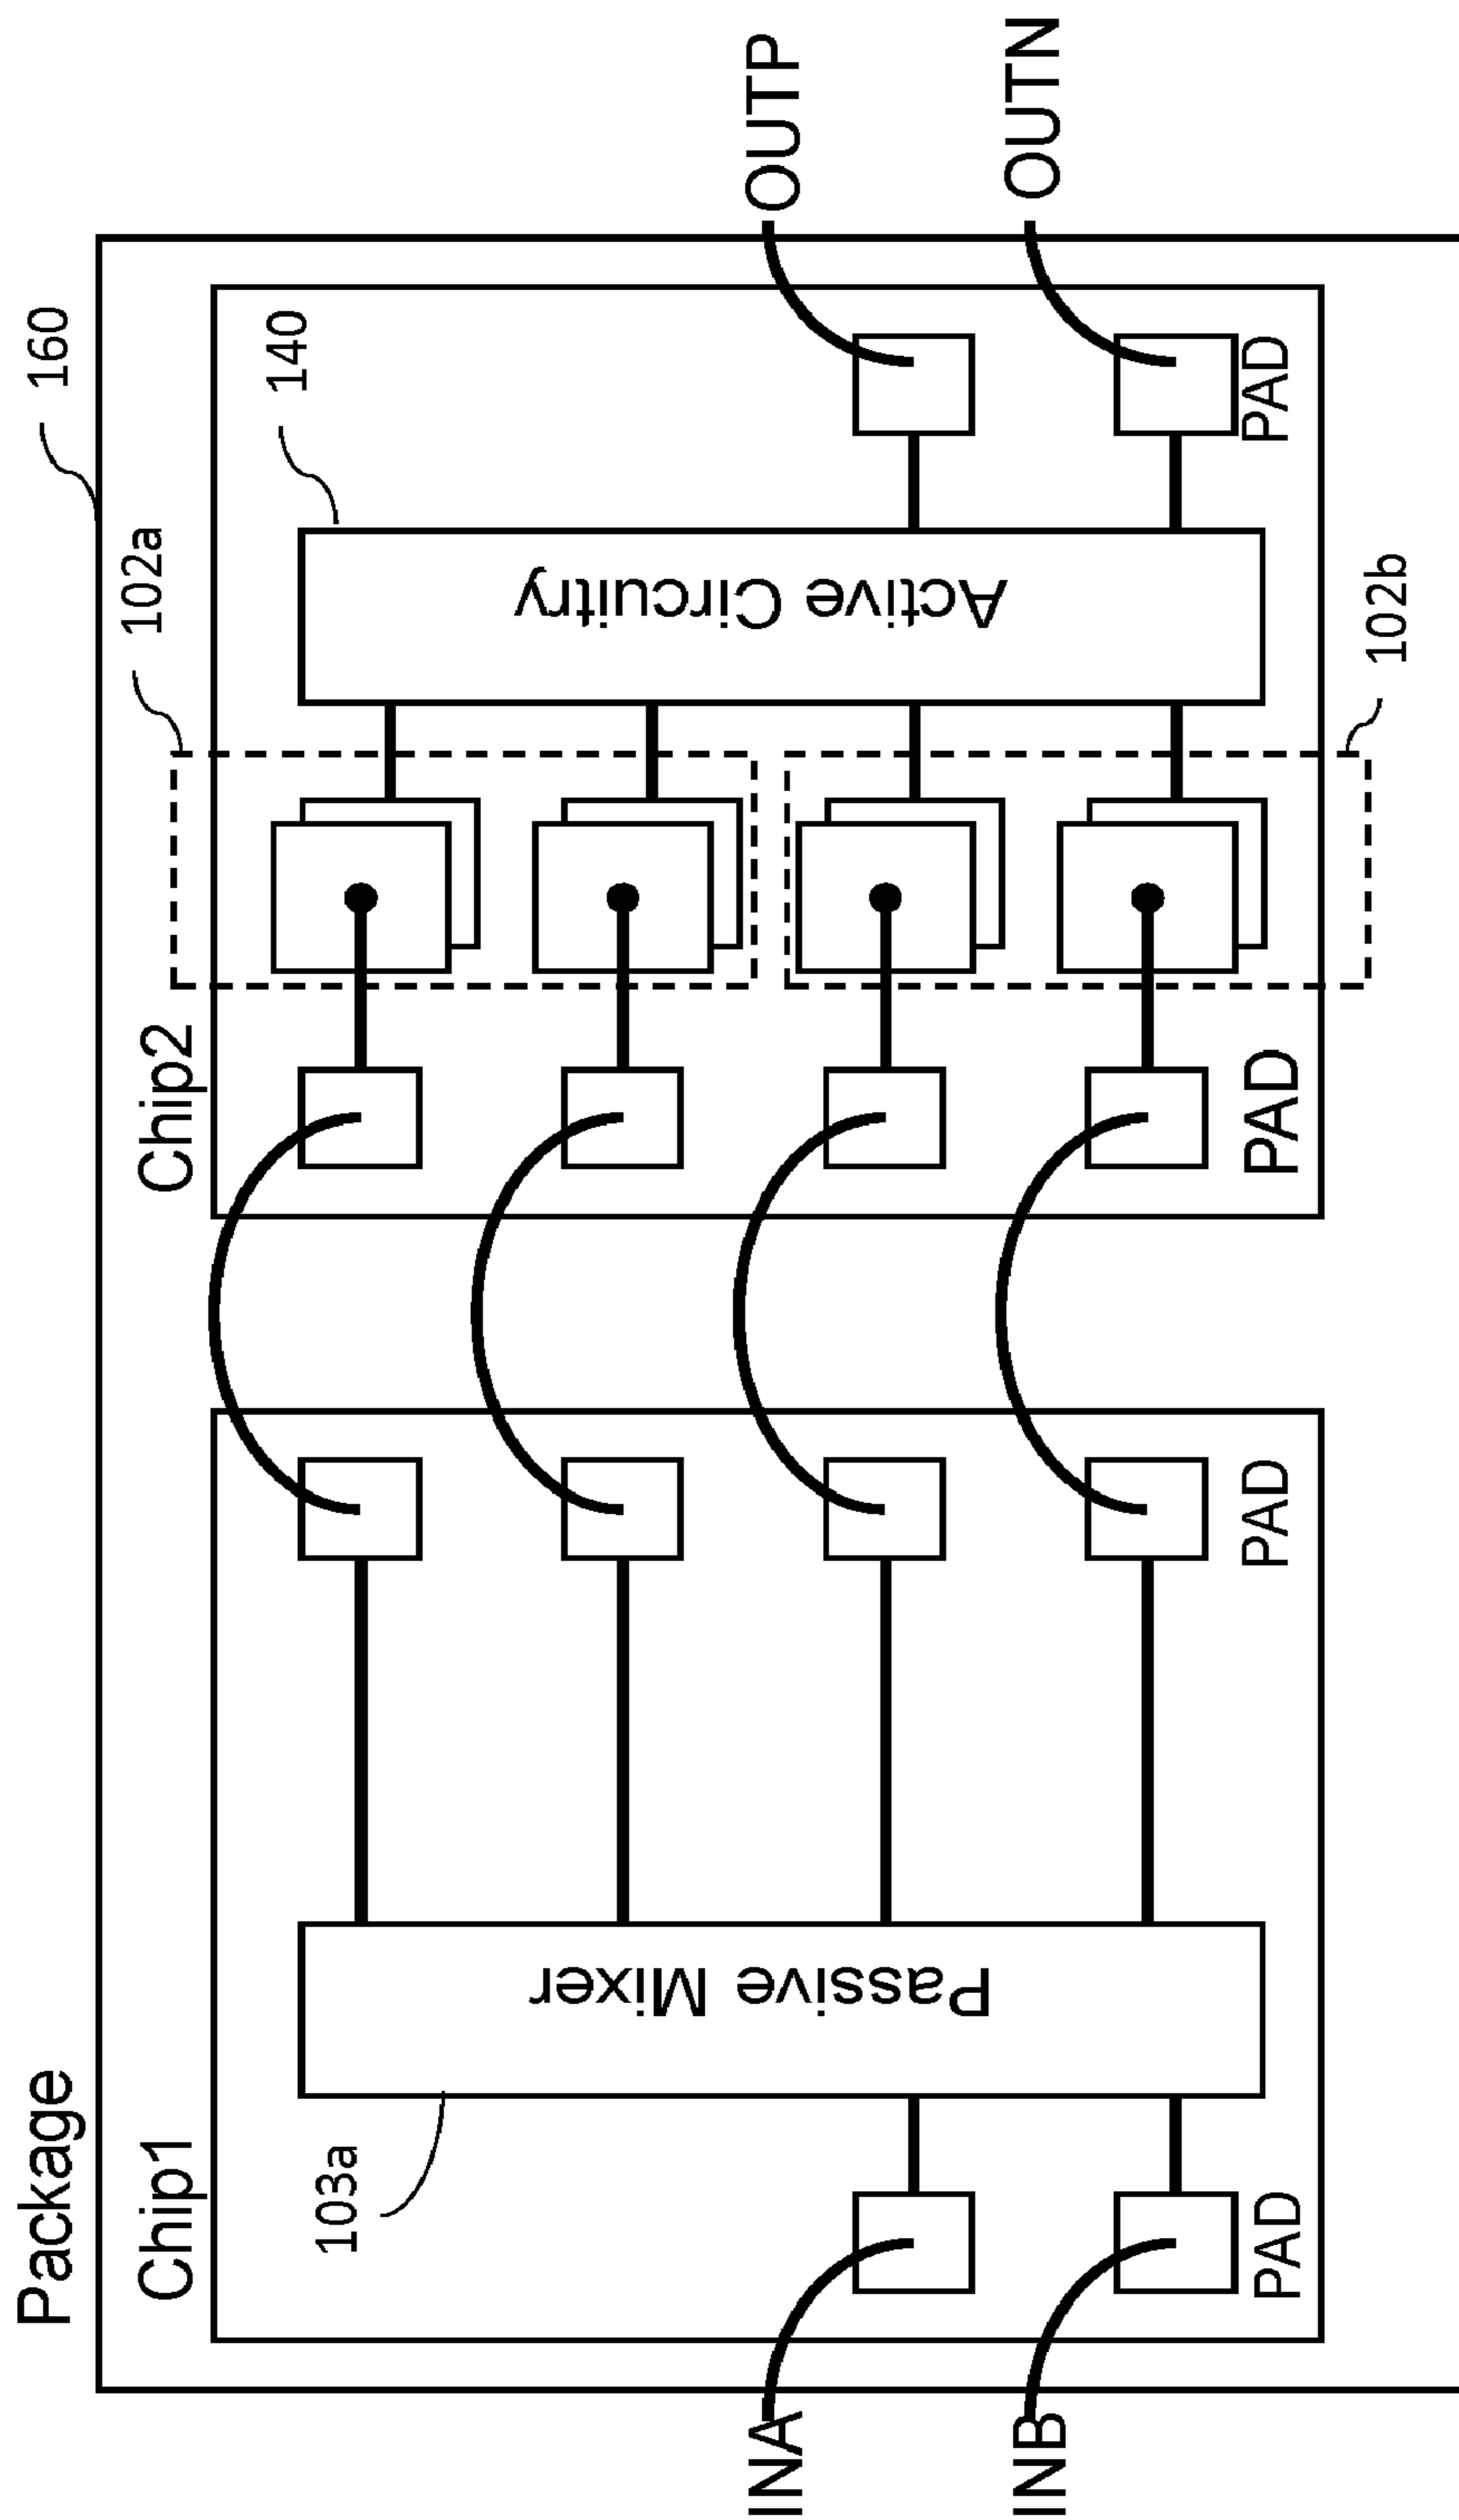 Package
160
Chip1
Chip2
102a
140
103a
Passive Mixer
Active Circuitry
INA
INB
OUTP
OUTN
PAD
PAD
PAD
PAD
102b